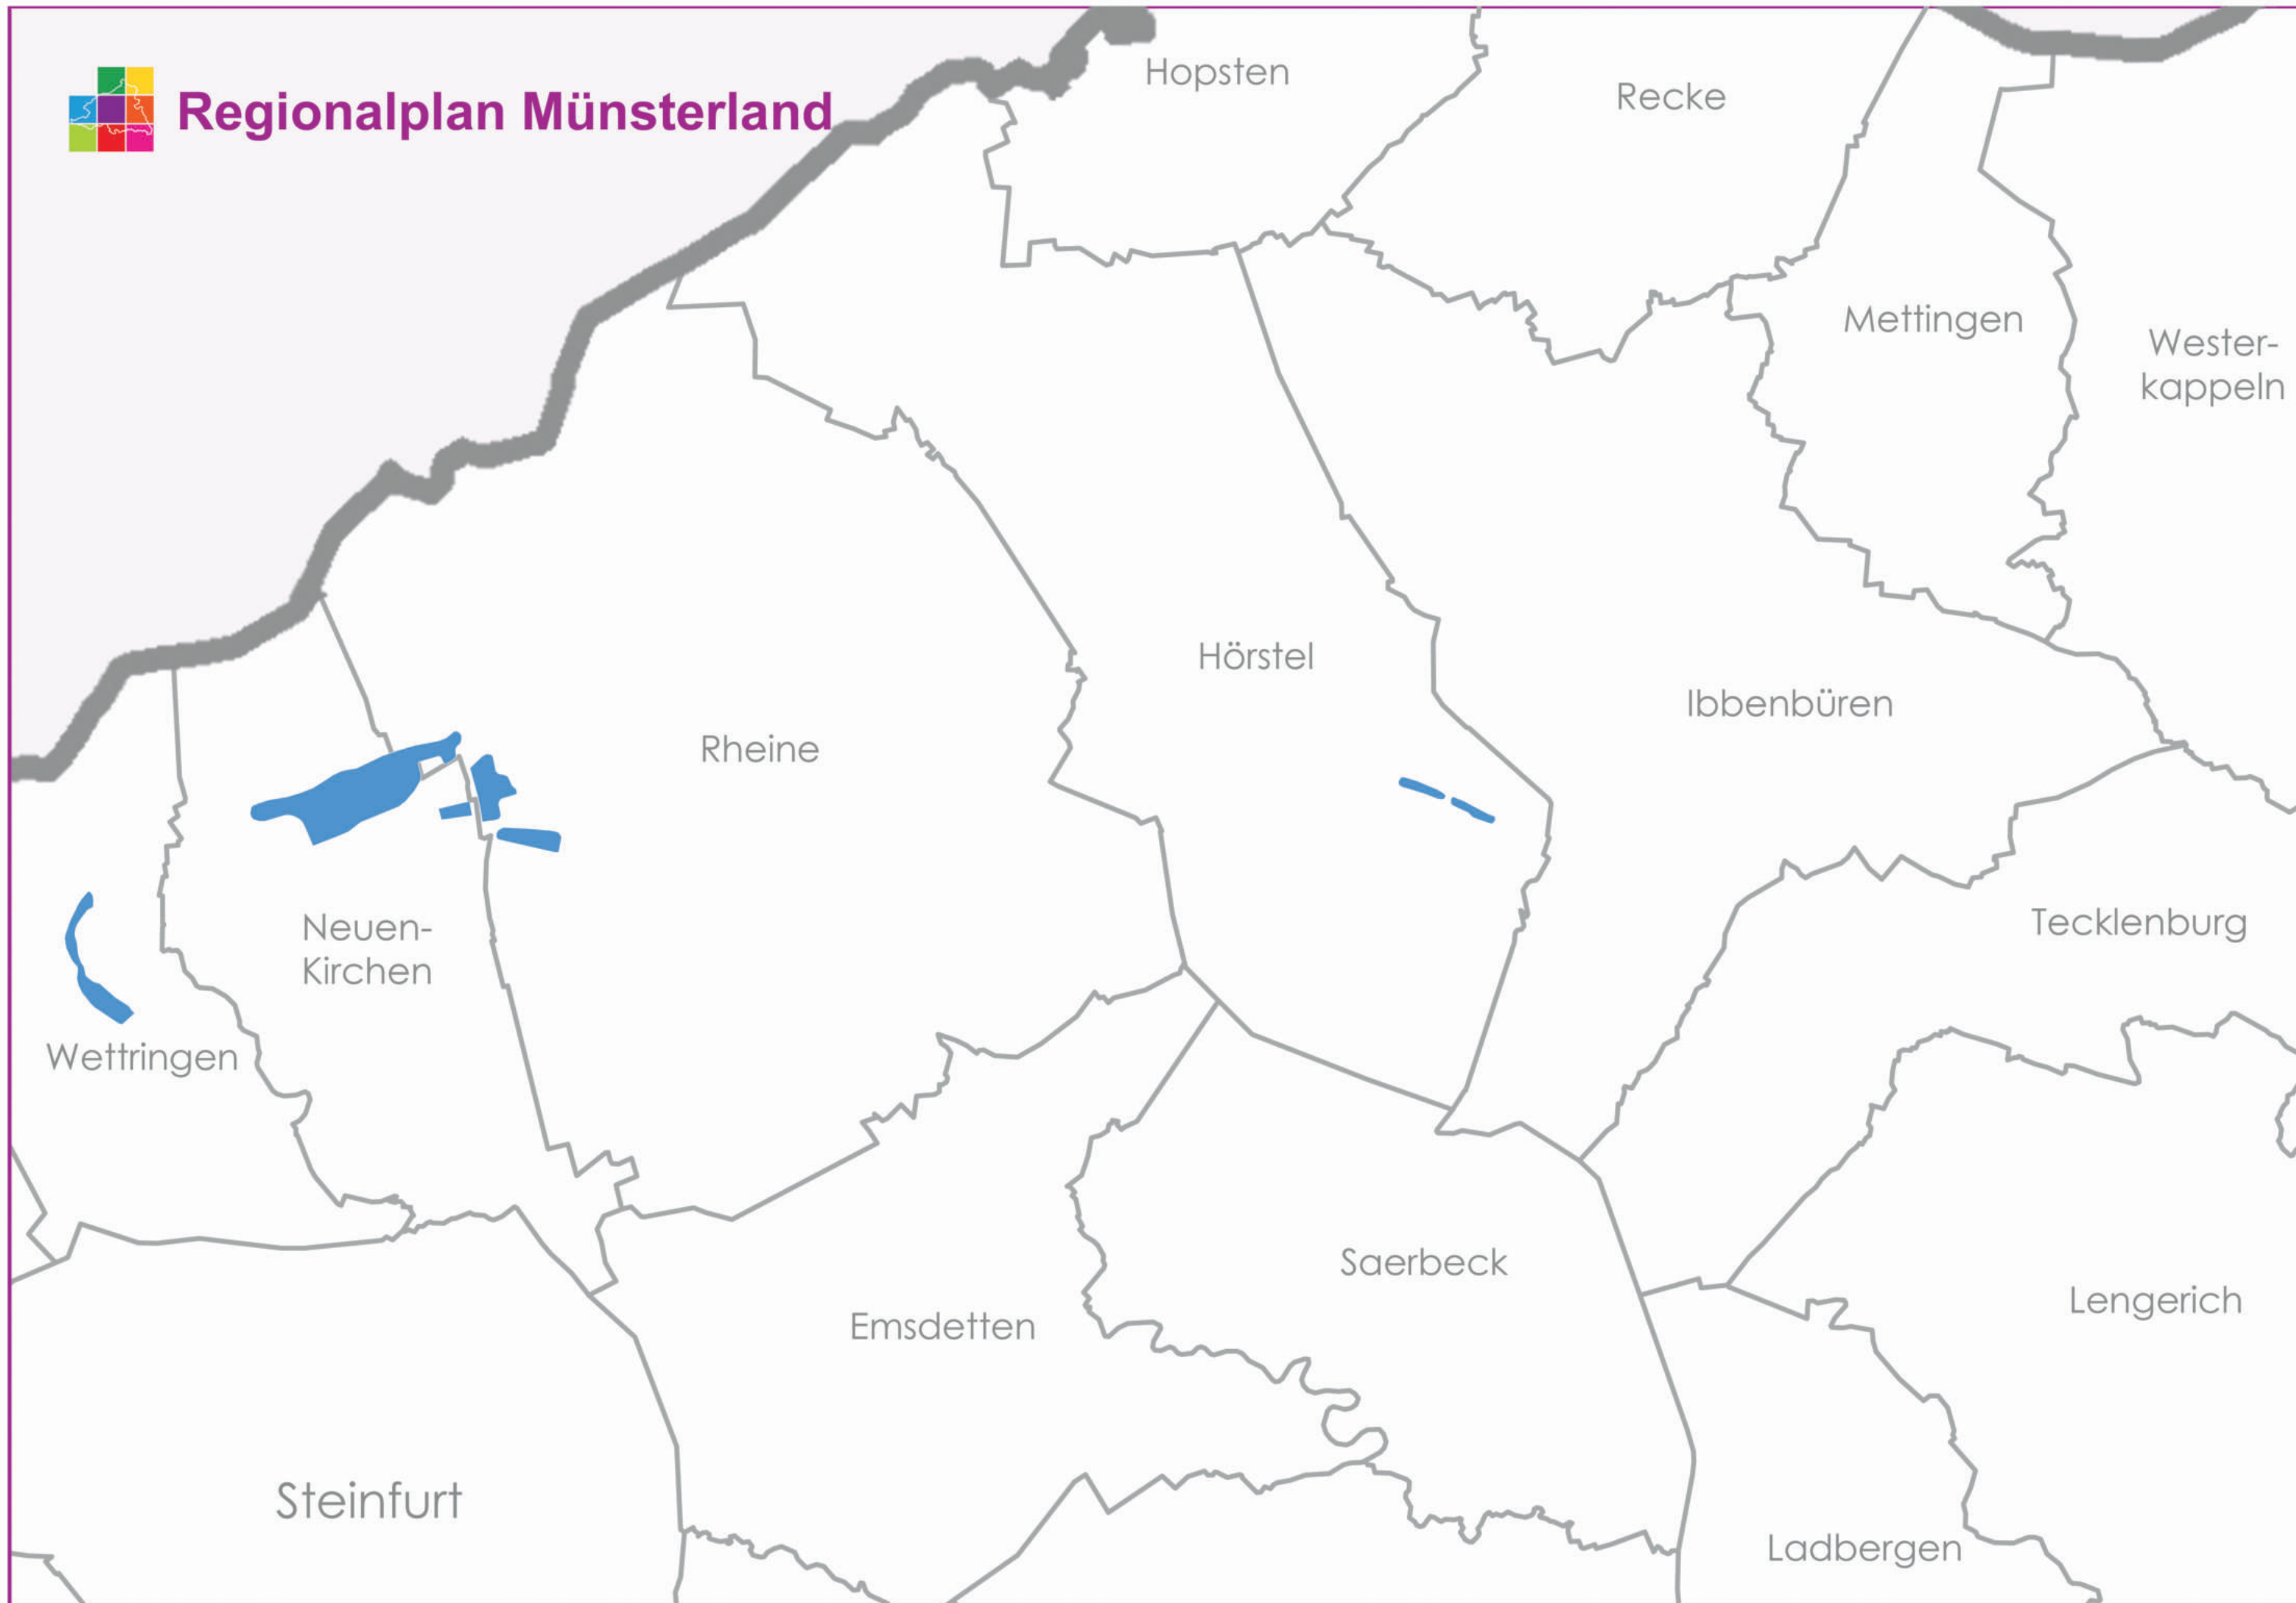 Regionalplan Münsterland
Hopsten
Recke
Mettingen
Wester-
kappeln
Hörstel
Ibbenbüren
Rheine
Neuen-
Kirchen
Tecklenburg
Wettringen
Saerbeck
Lengerich
Emsdetten
Steinfurt
Ladbergen